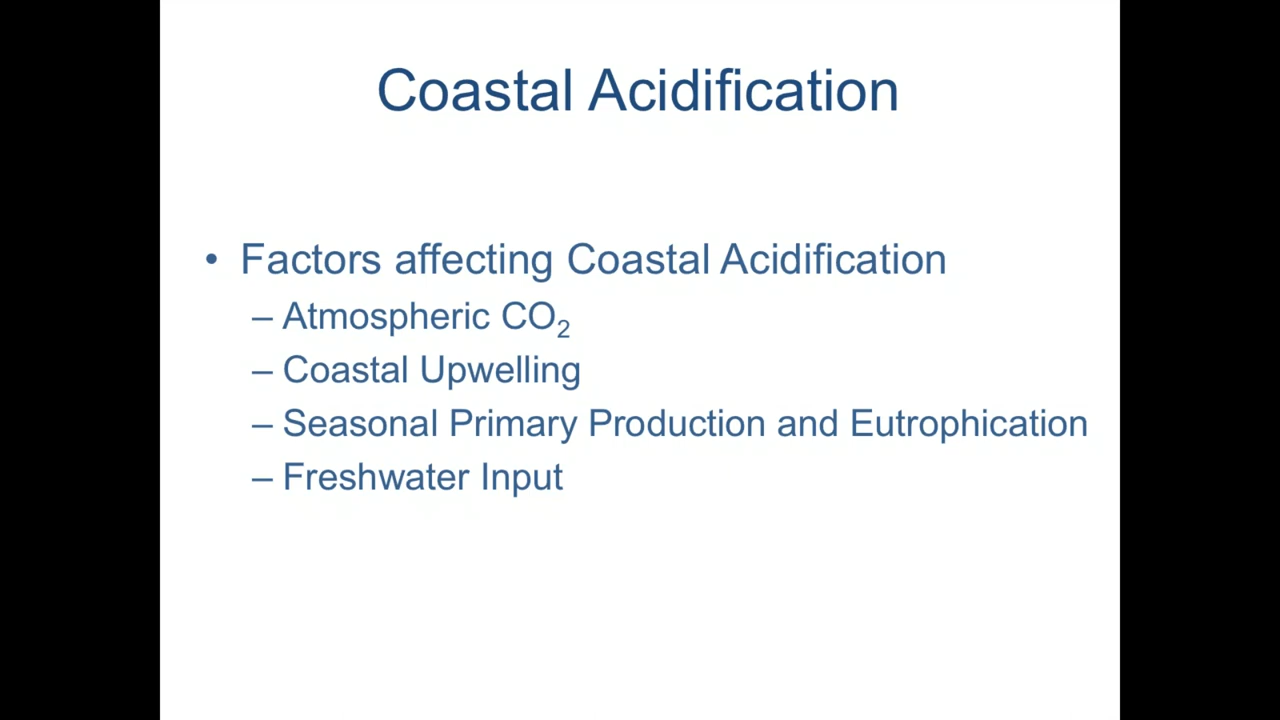 Coastal Acidification
• Factors affecting Coastal Acidification
– Atmospheric CO₂
– Coastal Upwelling
– Seasonal Primary Production and Eutrophication
– Freshwater Input